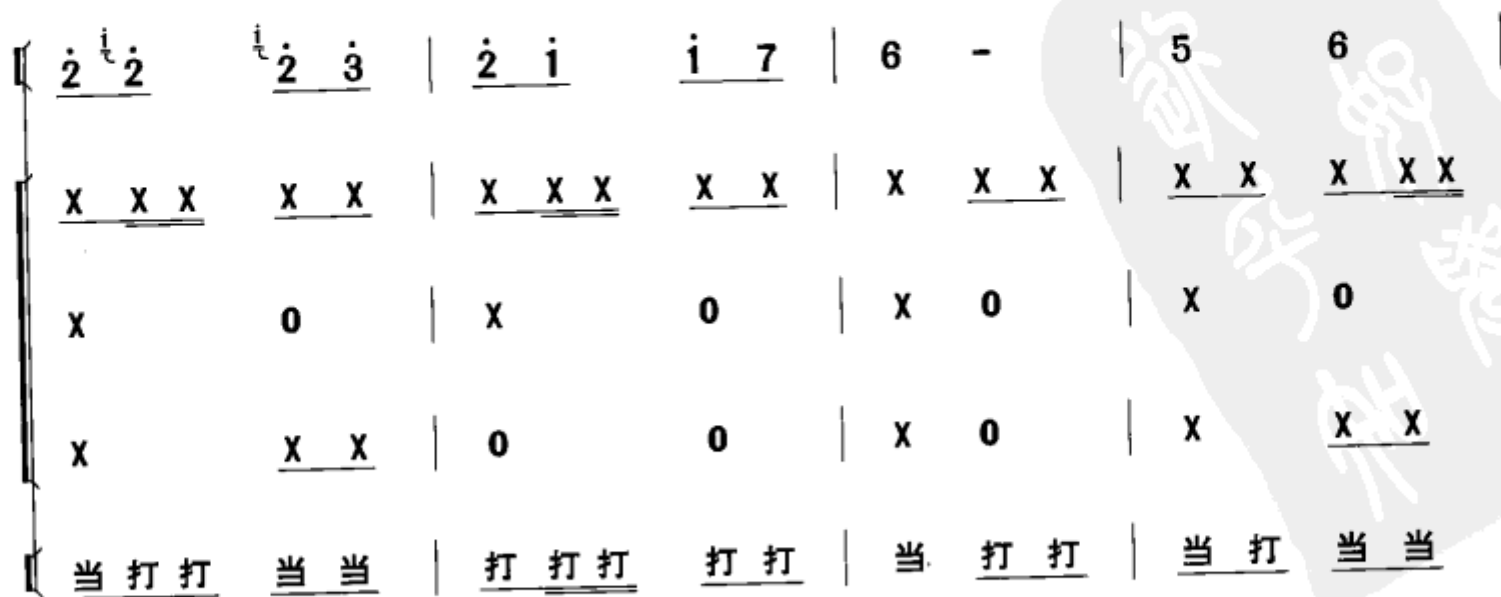 2̇ i̇ 2̇ i̇ 2̇ 3̇ | 2̇ i̇ i̇ 7 | 6 - | 5 6 |
X X X X X | X X X X X | X X X | X X X X X
X 0 | X 0 | X 0 | X 0
X X X | 0 0 | X 0 | X X X
当 打 打 当 当 | 打 打 打 打 打 | 当 打 打 | 当 打 当 当